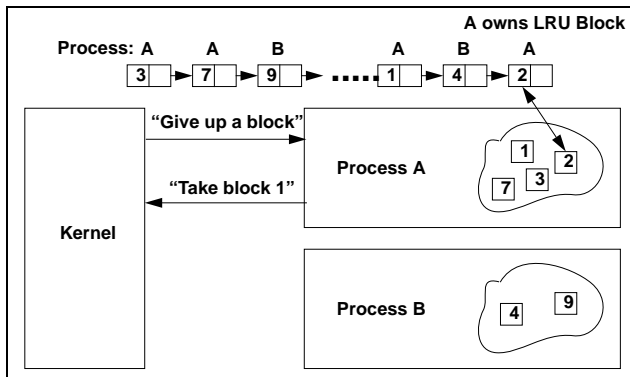 A owns LRU Block
Process: A A B A B A
3 7 9 ..... 1 4 2
“Give up a block”
Process A
1 2
7 3
“Take block 1”
Kernel
Process B
4 9